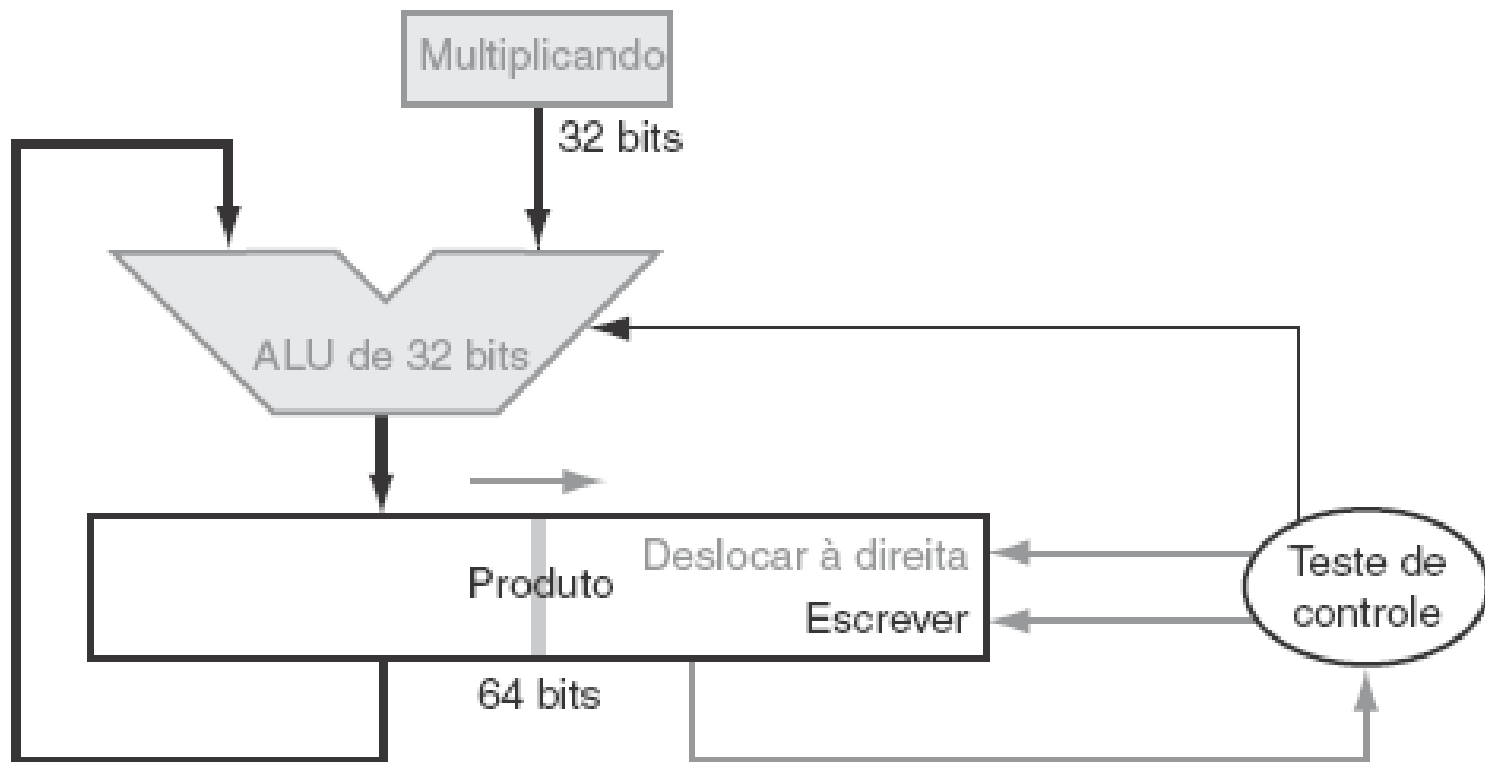 Multiplicando
32 bits
ALU de 32 bits
Deslocar à direita
Produto
Escrever
64 bits
Teste de
controle